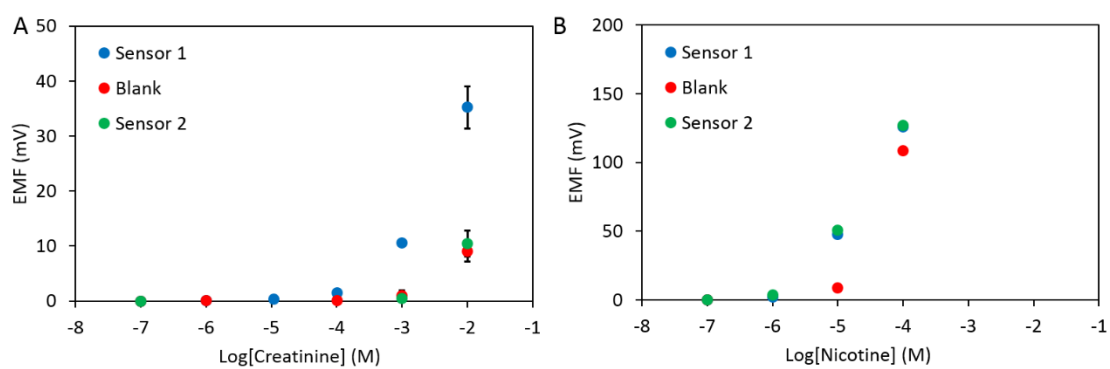 A
50
40
30
20
10
0
EMF (mV)
Sensor 1
Blank
Sensor 2
-8 -7 -6 -5 -4 -3 -2 -1
Log[Creatinine] (M)
B
200
150
100
50
0
EMF (mV)
Sensor 1
Blank
Sensor 2
-8 -7 -6 -5 -4 -3 -2 -1
Log[Nicotine] (M)